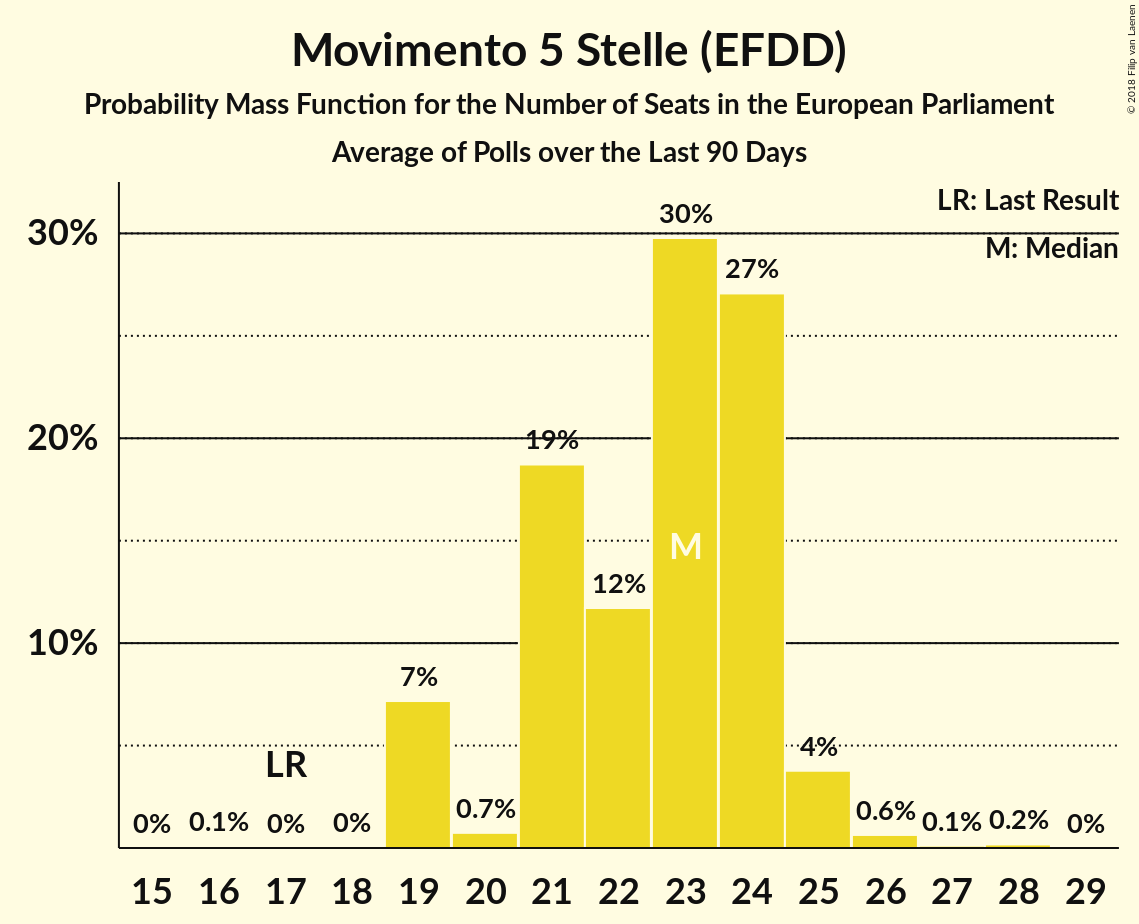 Movimento 5 Stelle (EFDD)
Probability Mass Function for the Number of Seats in the European Parliament
Average of Polls over the Last 90 Days
© 2018 Filip van Laenen
LR: Last Result
M: Median
30%
20%
10%
0%
0.1%
0%
LR
0%
7%
0.7%
19%
12%
30%
M
27%
4%
0.6%
0.1%
0.2%
0%
15 16 17 18 19 20 21 22 23 24 25 26 27 28 29